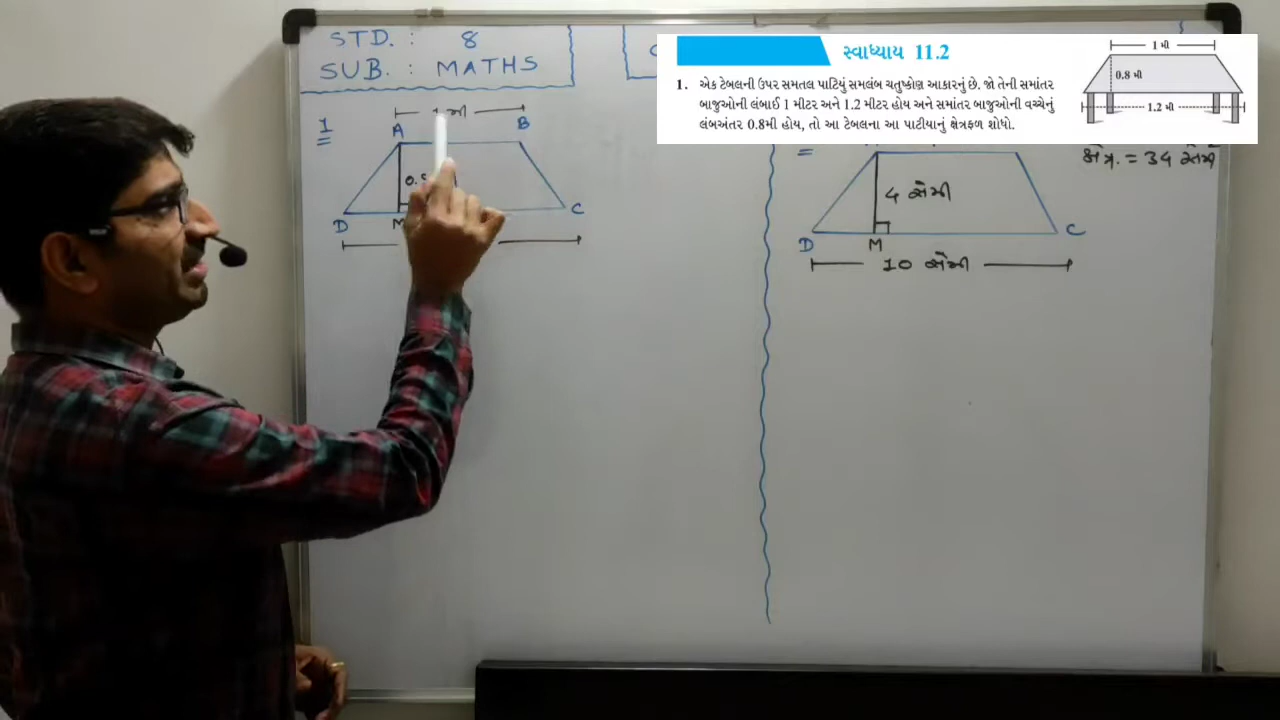 STD. : 8
SUB. : MATHS
સ્વાધ્યાય 11.2
1. એક ટેબલની ઉપર સમતલ પાટિયું સમલંબ ચતુષ્કોણ આકારનું છે. જો તેની સમાંતર
બાજુઓની લંબાઈ 1 મીટર અને 1.2 મીટર હોય અને સમાંતર બાજુઓની વચ્ચેનું
લંબઅંતર 0.8મી હોય, તો આ ટેબલના આ પાટીયાનું ક્ષેત્રફળ શોધો.
1 મી
0.8 મી
1.2 મી
1
મી
A B
D M C
ક્ષેત્ર. = 34 સેમી
4 સેમી
D M C
10 સેમી